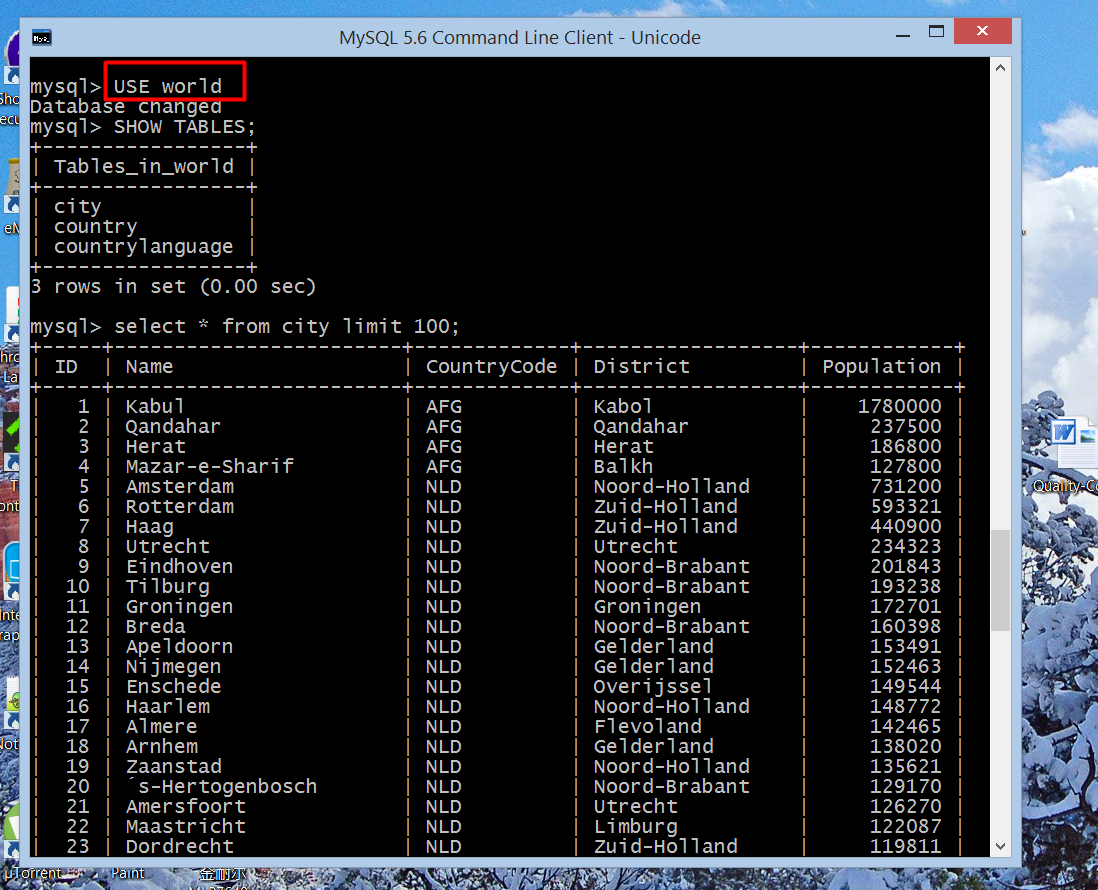 MySQL 5.6 Command Line Client - Unicode
mysql> USE world
Database changed
mysql> SHOW TABLES;
+-----------------+
| Tables_in_world |
+-----------------+
| city            |
| country         |
| countrylanguage |
+-----------------+
3 rows in set (0.00 sec)
mysql> select * from city limit 100;
+-----+------------------------+-------------+------------------+------------+
| ID | Name | CountryCode | District | Population |
+-----+------------------------+-------------+------------------+------------+
| 1 | Kabul | AFG | Kabol | 1780000 |
| 2 | Qandahar | AFG | Qandahar | 237500 |
| 3 | Herat | AFG | Herat | 186800 |
| 4 | Mazar-e-Sharif | AFG | Balkh | 127800 |
| 5 | Amsterdam | NLD | Noord-Holland | 731200 |
| 6 | Rotterdam | NLD | Zuid-Holland | 593321 |
| 7 | Haag | NLD | Zuid-Holland | 440900 |
| 8 | Utrecht | NLD | Utrecht | 234323 |
| 9 | Eindhoven | NLD | Noord-Brabant | 201843 |
| 10 | Tilburg | NLD | Noord-Brabant | 193238 |
| 11 | Groningen | NLD | Groningen | 172701 |
| 12 | Breda | NLD | Noord-Brabant | 160398 |
| 13 | Apeldoorn | NLD | Gelderland | 153491 |
| 14 | Nijmegen | NLD | Gelderland | 152463 |
| 15 | Enschede | NLD | Overijssel | 149544 |
| 16 | Haarlem | NLD | Noord-Holland | 148772 |
| 17 | Almere | NLD | Flevoland | 142465 |
| 18 | Arnhem | NLD | Gelderland | 138020 |
| 19 | Zaanstad | NLD | Noord-Holland | 135621 |
| 20 | ´s-Hertogenbosch | NLD | Noord-Brabant | 129170 |
| 21 | Amersfoort | NLD | Utrecht | 126270 |
| 22 | Maastricht | NLD | Limburg | 122087 |
| 23 | Dordrecht | NLD | Zuid-Holland | 119811 |
Quality-Co
uTorrent
Paint
金耐尔